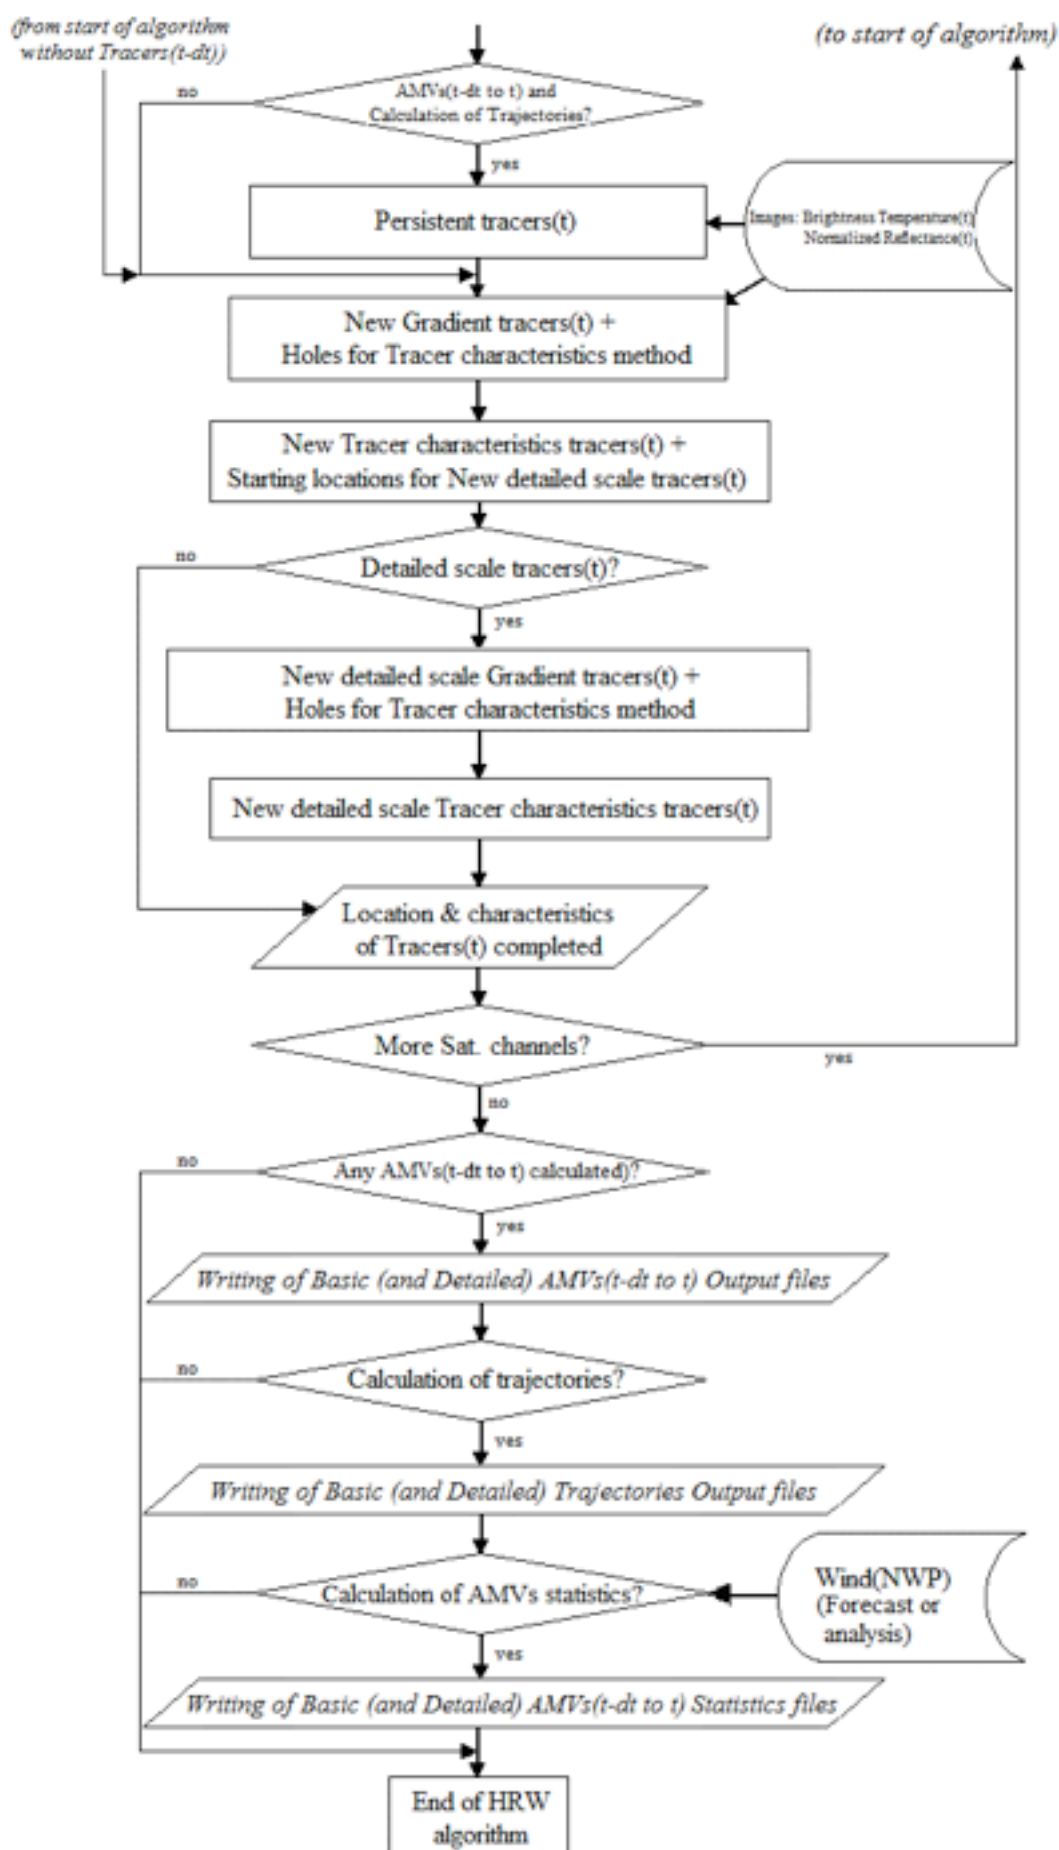 (from start of algorithm
without Tracers(t-dt))
(to start of algorithm)
AMVs(t-dt to t) and
Calculation of Trajectories?
no
yes
Persistent tracers(t)
Images: Brightness Temperature(t)
Normalized Reflectance(t)
New Gradient tracers(t) +
Holes for Tracer characteristics method
New Tracer characteristics tracers(t) +
Starting locations for New detailed scale tracers(t)
no
Detailed scale tracers(t)?
yes
New detailed scale Gradient tracers(t) +
Holes for Tracer characteristics method
New detailed scale Tracer characteristics tracers(t)
Location & characteristics
of Tracers(t) completed
More Sat. channels?
yes
no
no
Any AMVs(t-dt to t) calculated)?
yes
Writing of Basic (and Detailed) AMVs(t-dt to t) Output files
no
Calculation of trajectories?
yes
Writing of Basic (and Detailed) Trajectories Output files
no
Calculation of AMVs statistics?
Wind(NWP)
(Forecast or
analysis)
yes
Writing of Basic (and Detailed) AMVs(t-dt to t) Statistics files
End of HRW
algorithm